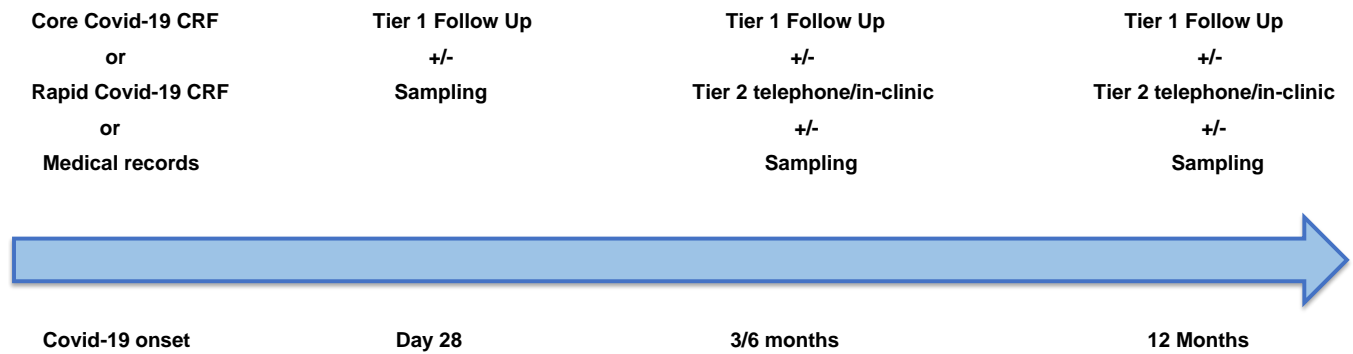 Core Covid-19 CRF
or
Rapid Covid-19 CRF
or
Medical records
Tier 1 Follow Up
+/-
Sampling
Tier 1 Follow Up
+/-
Tier 2 telephone/in-clinic
+/-
Sampling
Tier 1 Follow Up
+/-
Tier 2 telephone/in-clinic
+/-
Sampling
Covid-19 onset
Day 28
3/6 months
12 Months